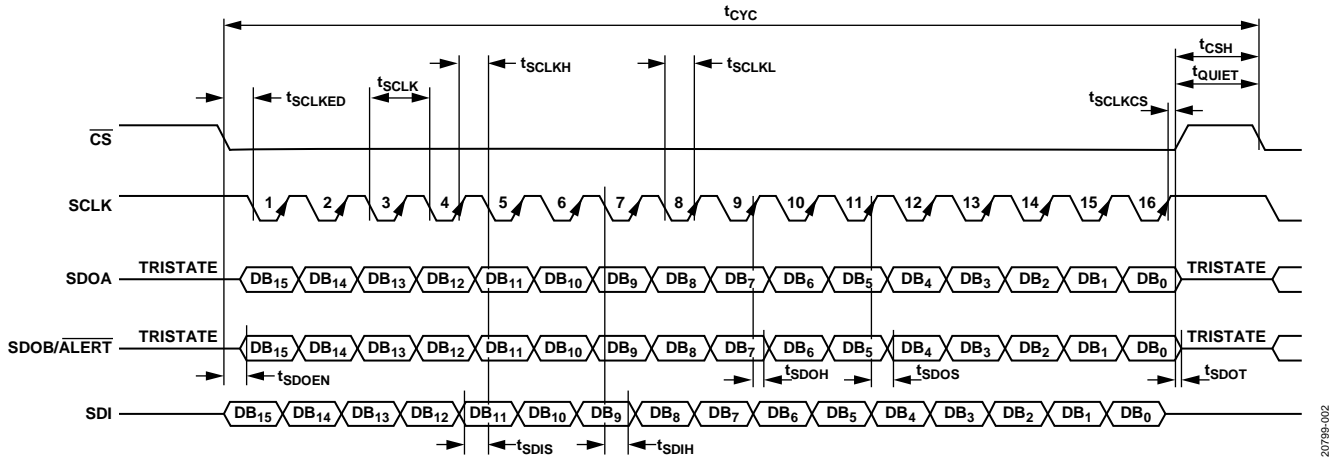 tCYC
tCSH
tSCLKH
tSCLKL
tSCLK
tQUIET
tSCLKED
tSCLKCS
CS
SCLK
1 2 3 4 5 6 7 8 9 10 11 12 13 14 15 16
SDOA
TRISTATE DB15 DB14 DB13 DB12 DB11 DB10 DB9 DB8 DB7 DB6 DB5 DB4 DB3 DB2 DB1 DB0 TRISTATE
SDOB/ALERT
TRISTATE DB15 DB14 DB13 DB12 DB11 DB10 DB9 DB8 DB7 DB6 DB5 DB4 DB3 DB2 DB1 DB0 TRISTATE
tSDOEN
tSDOH
tSDOS
tSDOT
SDI
DB15 DB14 DB13 DB12 DB11 DB10 DB9 DB8 DB7 DB6 DB5 DB4 DB3 DB2 DB1 DB0
tSDIS
tSDIH
20799-002